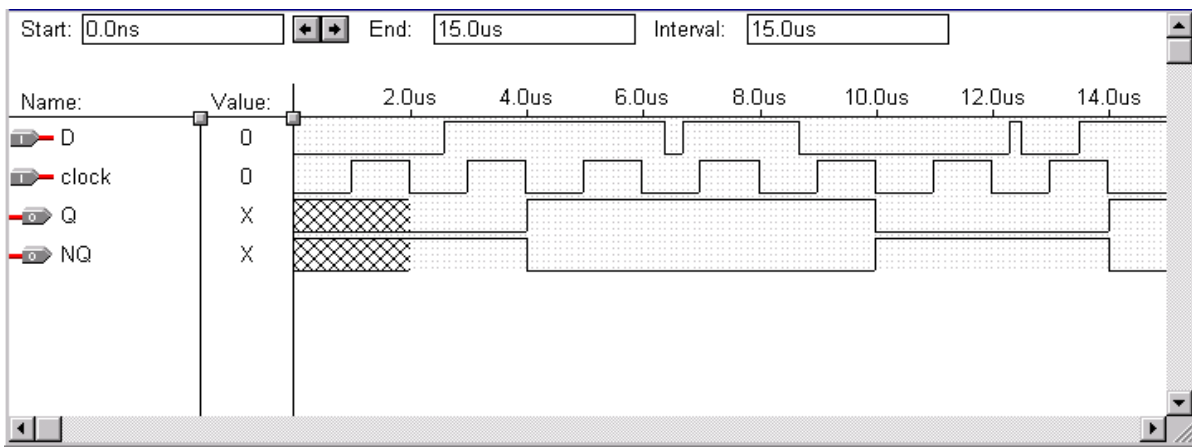 Start: 0.0ns End: 15.0us Interval: 15.0us
Name: Value: 2.0us 4.0us 6.0us 8.0us 10.0us 12.0us 14.0us
I D 0
I clock 0
O Q X
O NQ X